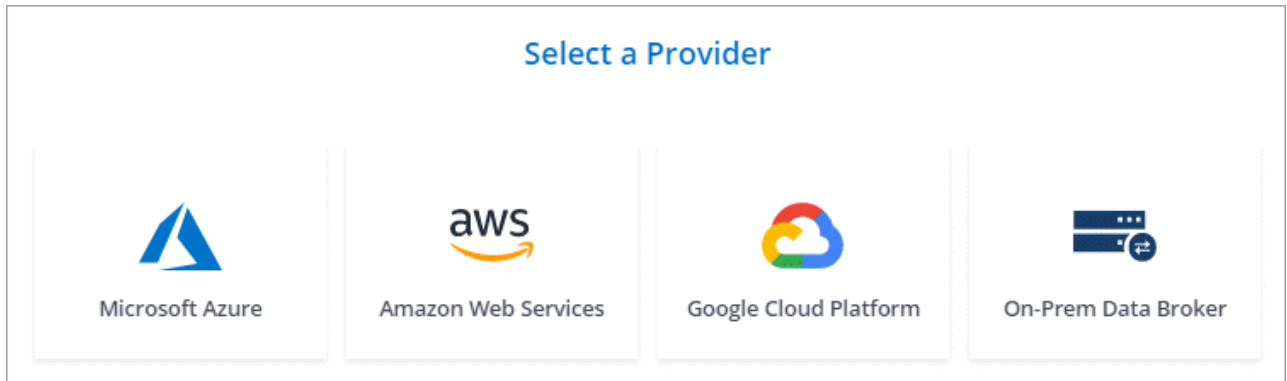 Select a Provider
aws
Microsoft Azure
Amazon Web Services
Google Cloud Platform
On-Prem Data Broker